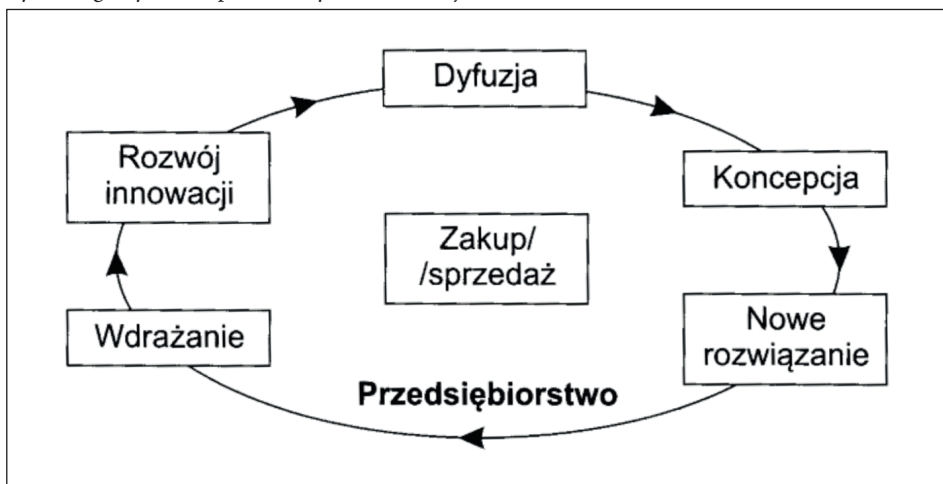 Dyfuzja
Rozwój
innowacji
Koncepcja
Zakup/
/sprzedaż
Wdrażanie
Nowe
rozwiązanie
Przedsiębiorstwo